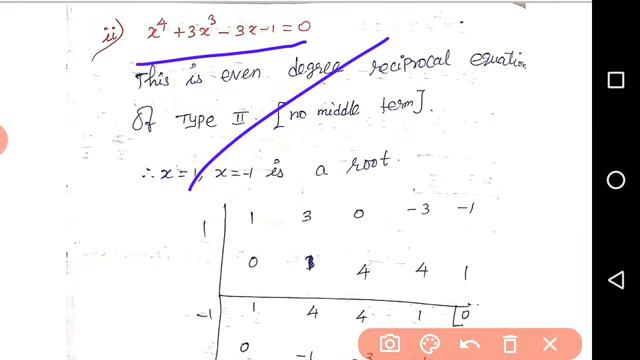 ii) x⁴ + 3x³ - 3x - 1 = 0
This is even degree reciprocal equation
Of Type II [no middle term].
∴ x = 1, x = -1 is a root.
1 | 1 3 0 -3 -1
0 1 4 4 1
-1 | 1 4 4 1 0
0 -1 -3